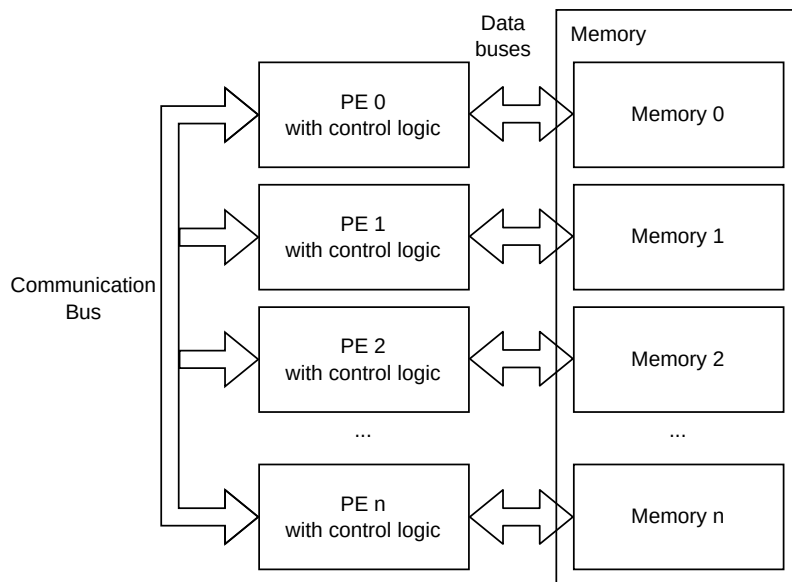 Data
buses
Memory
PE 0
with control logic
Memory 0
PE 1
with control logic
Memory 1
Communication
Bus
PE 2
with control logic
Memory 2
...
...
PE n
with control logic
Memory n